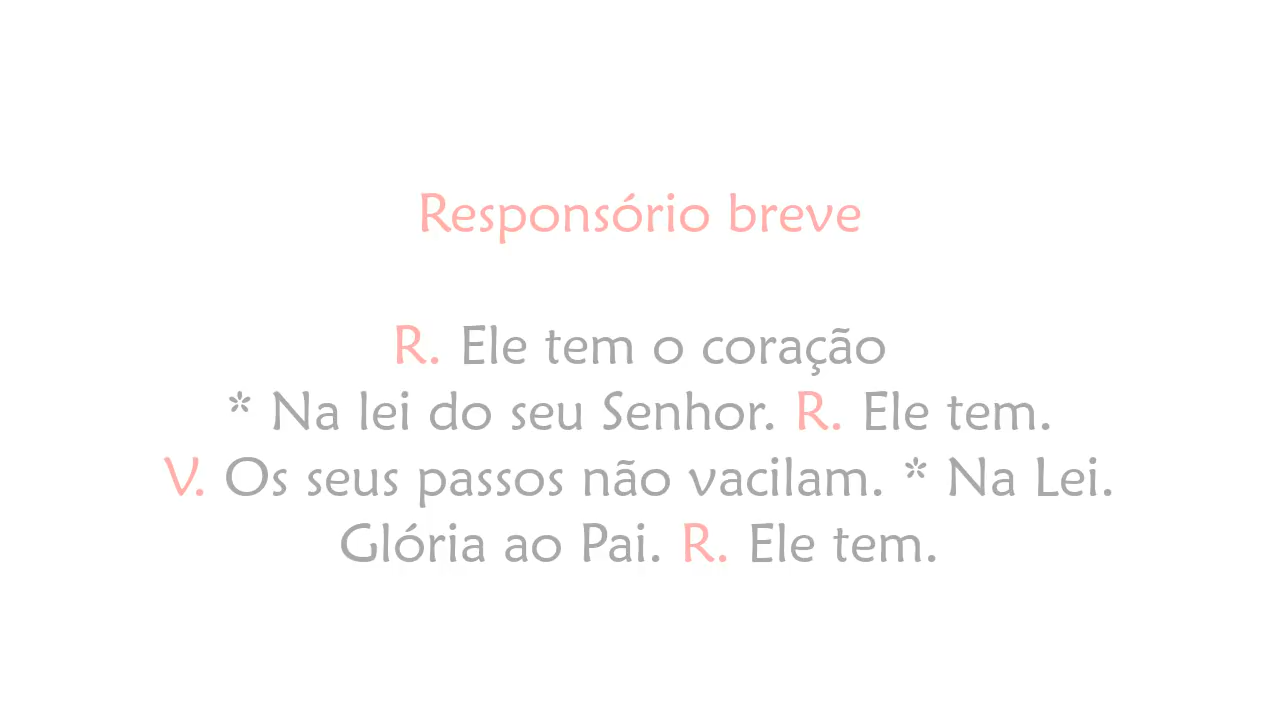 Responsório breve
R. Ele tem o coração
* Na lei do seu Senhor. R. Ele tem.
V. Os seus passos não vacilam. * Na Lei.
Glória ao Pai. R. Ele tem.